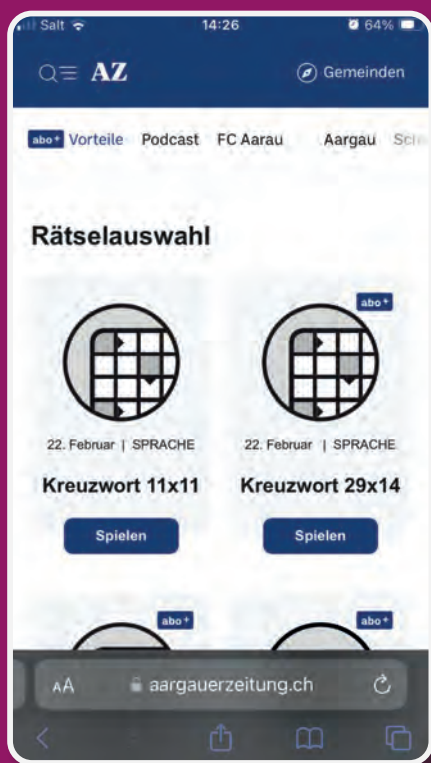 Salt 14:26 64%
AZ Gemeinden
abo+ Vorteile Podcast FC Aarau Aargau
Rätselauswahl
abo+
22. Februar | SPRACHE 22. Februar | SPRACHE
Kreuzwort 11x11 Kreuzwort 29x14
Spielen Spielen
abo+ abo+
AA aargauerzeitung.ch